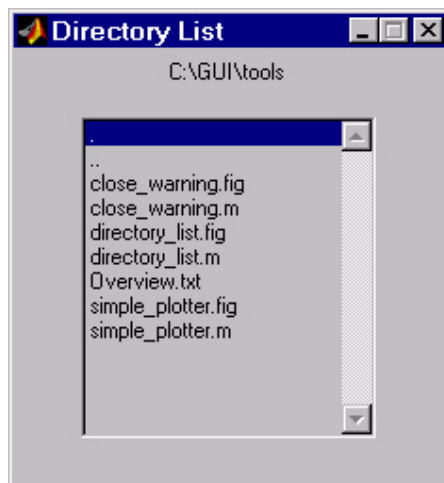 Directory List
C:\GUI\tools
.
..
close_warning.fig
close_warning.m
directory_list.fig
directory_list.m
Overview.txt
simple_plotter.fig
simple_plotter.m